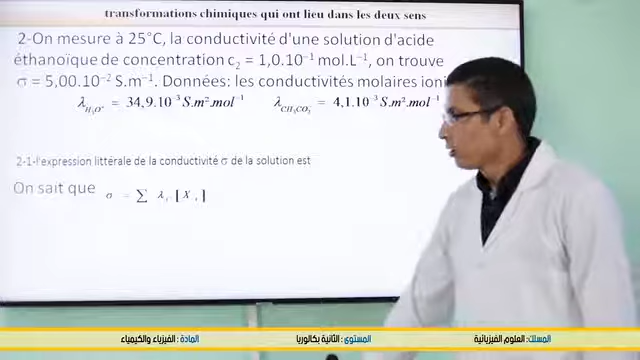 transformations chimiques qui ont lieu dans les deux sens
2-On mesure à 25°C, la conductivité d'une solution d'acide
éthanoïque de concentration c₂ = 1,0.10⁻¹ mol.L⁻¹, on trouve
σ = 5,00.10⁻² S.m⁻¹. Données: les conductivités molaires ioni
λ_H₃O⁺ = 34,9.10⁻³ S.m².mol⁻¹ λ_CH₃CO₂⁻ = 4,1.10⁻³ S.m².mol⁻¹
2-1-l'expression littérale de la conductivité σ de la solution est
On sait que σ = ∑ λᵢ [Xᵢ]
المسلك: العلوم الفيزيائية المستوى: الثانية بكالوريا المادة: الفيزياء والكيمياء